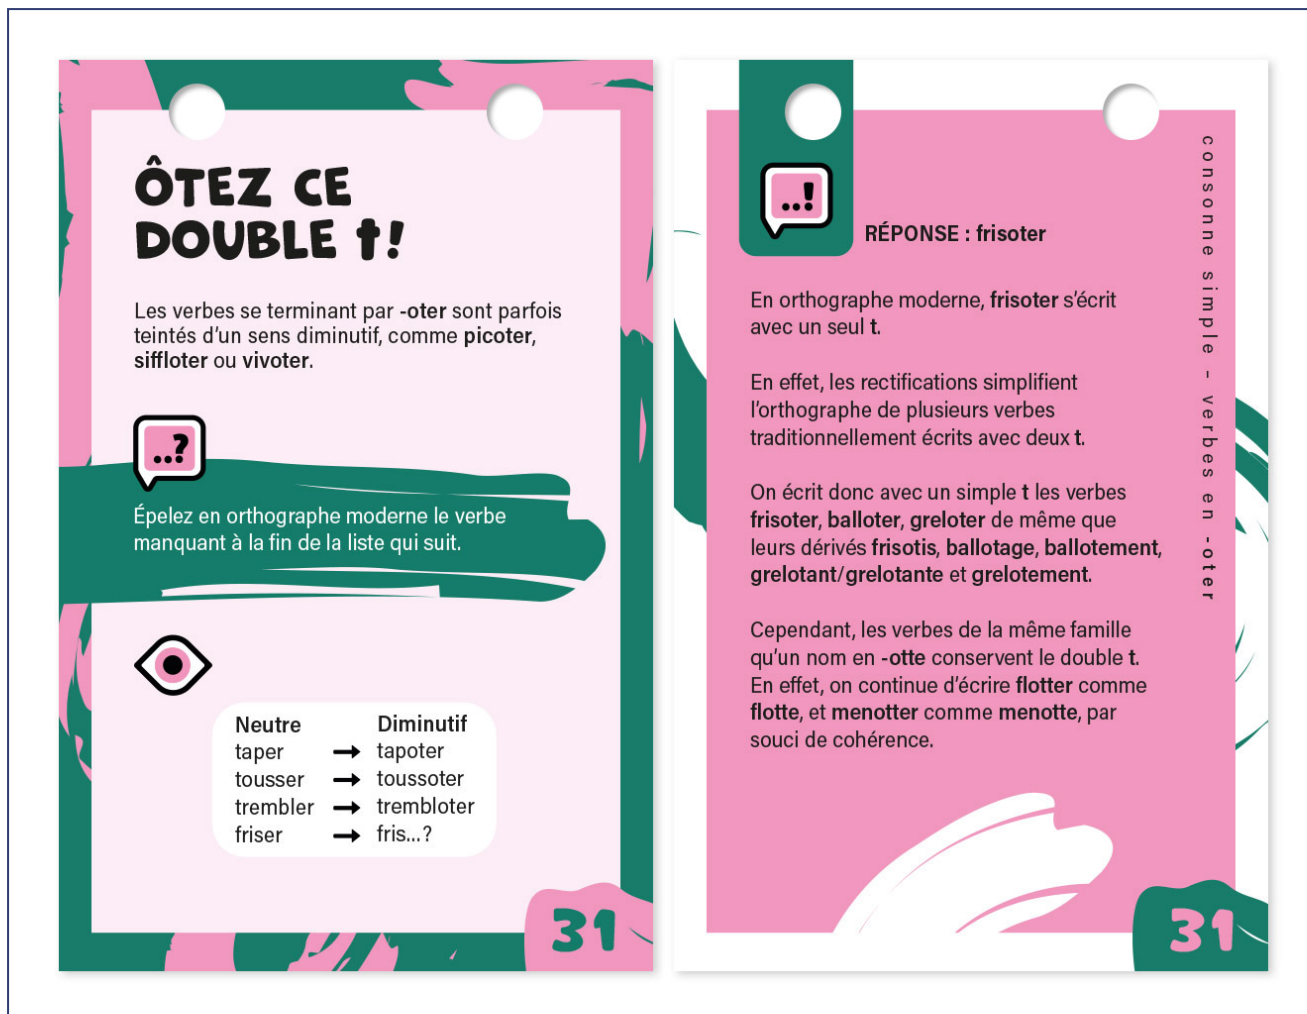 ÔTEZ CE
DOUBLE t!
Les verbes se terminant par -oter sont parfois
teintés d'un sens diminutif, comme picoter,
siffloter ou vivoter.
..?
Épelez en orthographe moderne le verbe
manquant à la fin de la liste qui suit.
Neutre Diminutif
taper → tapoter
tousser → toussoter
trembler → trembloter
friser → fris...?
31
..!
RÉPONSE : frisoter
En orthographe moderne, frisoter s'écrit
avec un seul t.
En effet, les rectifications simplifient
l'orthographe de plusieurs verbes
traditionnellement écrits avec deux t.
On écrit donc avec un simple t les verbes
frisoter, balloter, greloter de même que
leurs dérivés frisotis, ballotage, ballotement,
grelotant/grelotante et grelotement.
Cependant, les verbes de la même famille
qu'un nom en -otte conservent le double t.
En effet, on continue d'écrire flotter comme
flotte, et menotter comme menotte, par
souci de cohérence.
consonne simple – verbes en -oter
31